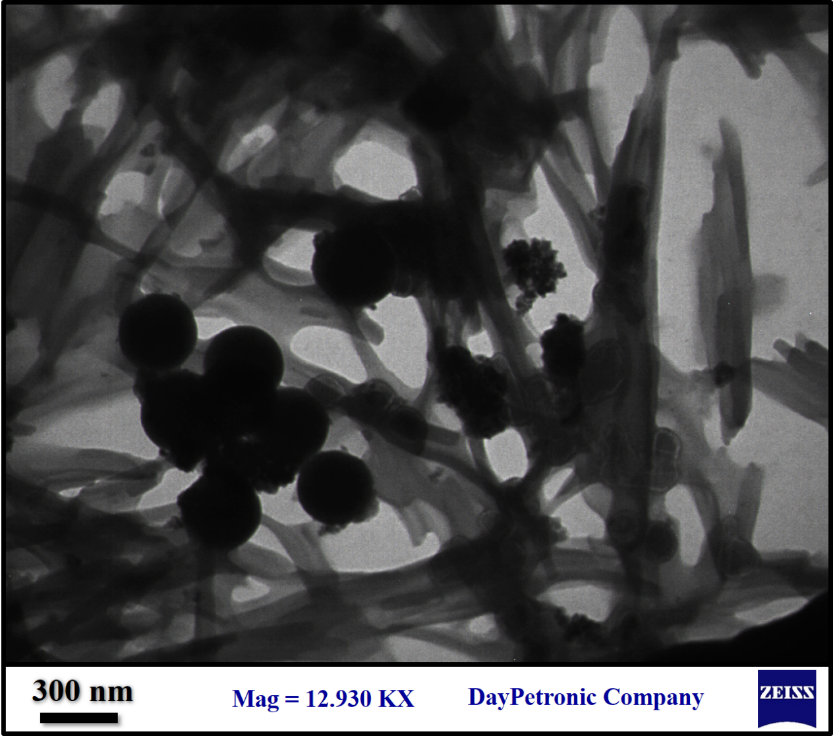 300 nm
Mag = 12.930 KX
DayPetronic Company
ZEISS